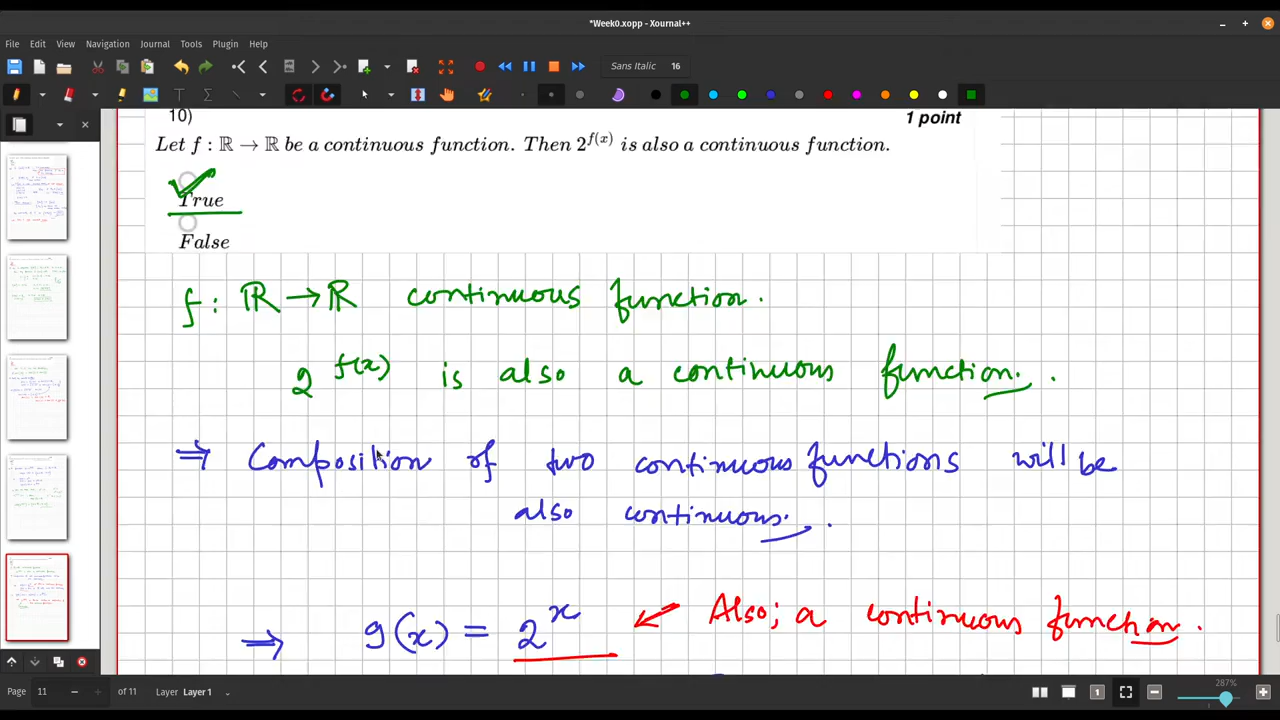 *Week0.xopp - Xournal++
File Edit View Navigation Journal Tools Plugin Help
Sans Italic 16
10)
1 point
Let f : ℝ → ℝ be a continuous function. Then 2^{f(x)} is also a continuous function.
True
False
f : ℝ → ℝ continuous function.
2^{f(x)} is also a continuous function.
⇒ Composition of two continuous functions will be
also continuous.
⇒ g(x) = 2^x ← Also; a continuous function.
Page 11 of 11 Layer Layer 1
287%